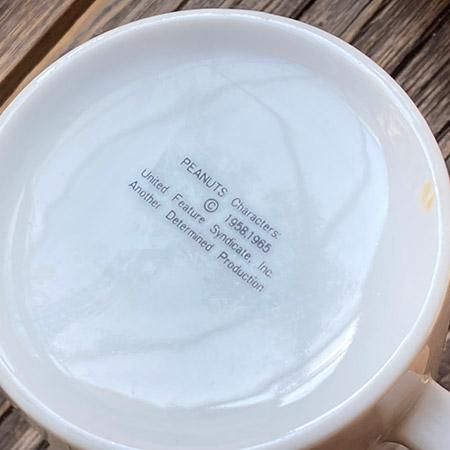 PEANUTS Characters:
© 1958,1965
United Feature Syndicate, Inc.
Another Determined Production